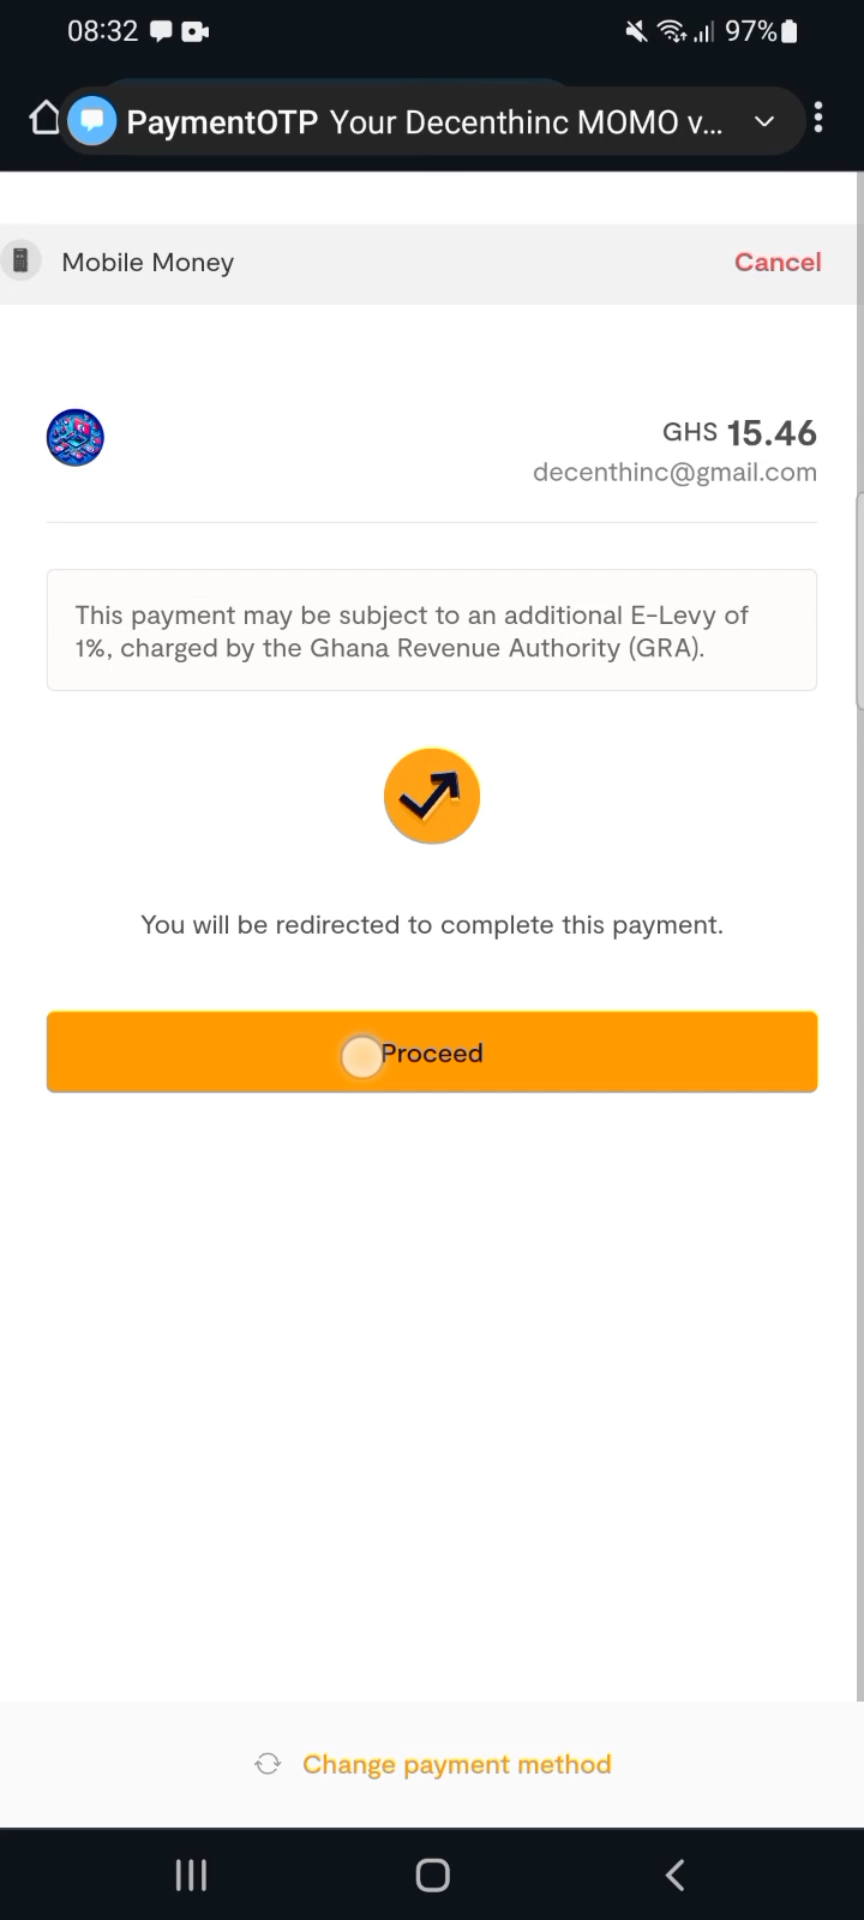 08:32
97%
PaymentOTP Your Decenthinc MOMO v...
Mobile Money
Cancel
GHS 15.46
decenthinc@gmail.com
This payment may be subject to an additional E-Levy of
1%, charged by the Ghana Revenue Authority (GRA).
You will be redirected to complete this payment.
Proceed
Change payment method